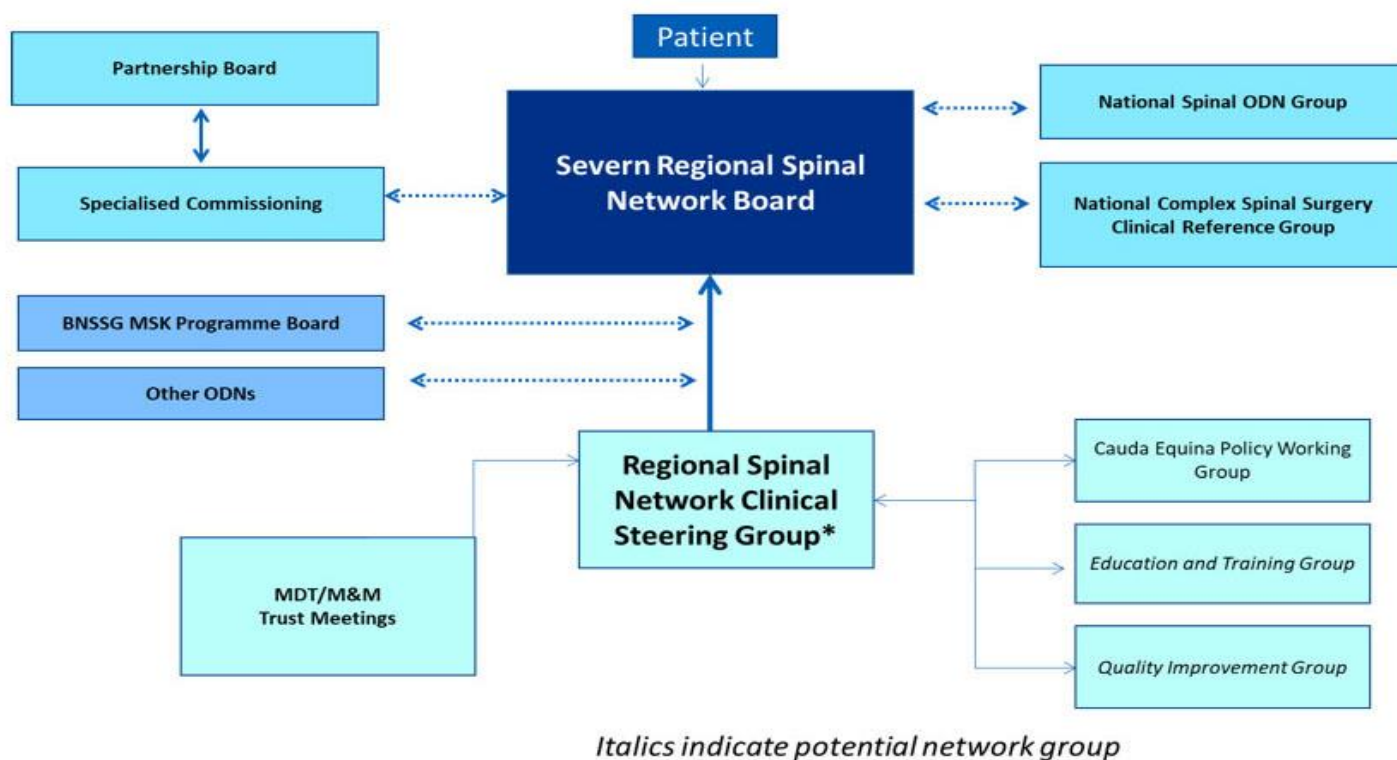 Patient
Partnership Board
National Spinal ODN Group
Severn Regional Spinal
Network Board
Specialised Commissioning
National Complex Spinal Surgery
Clinical Reference Group
BNSSG MSK Programme Board
Other ODNs
Regional Spinal
Network Clinical
Steering Group*
Cauda Equina Policy Working
Group
MDT/M&M
Trust Meetings
Education and Training Group
Quality Improvement Group
Italics indicate potential network group